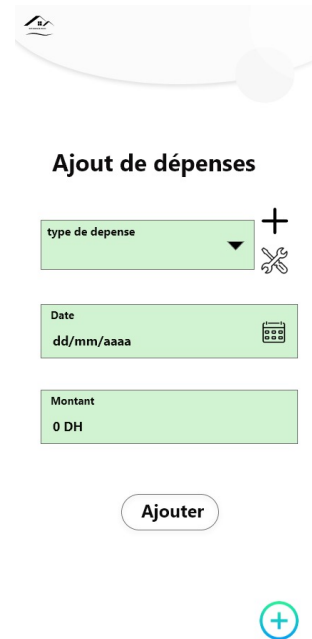 Ajout de dépenses
type de depense
Date
dd/mm/aaaa
Montant
0 DH
Ajouter